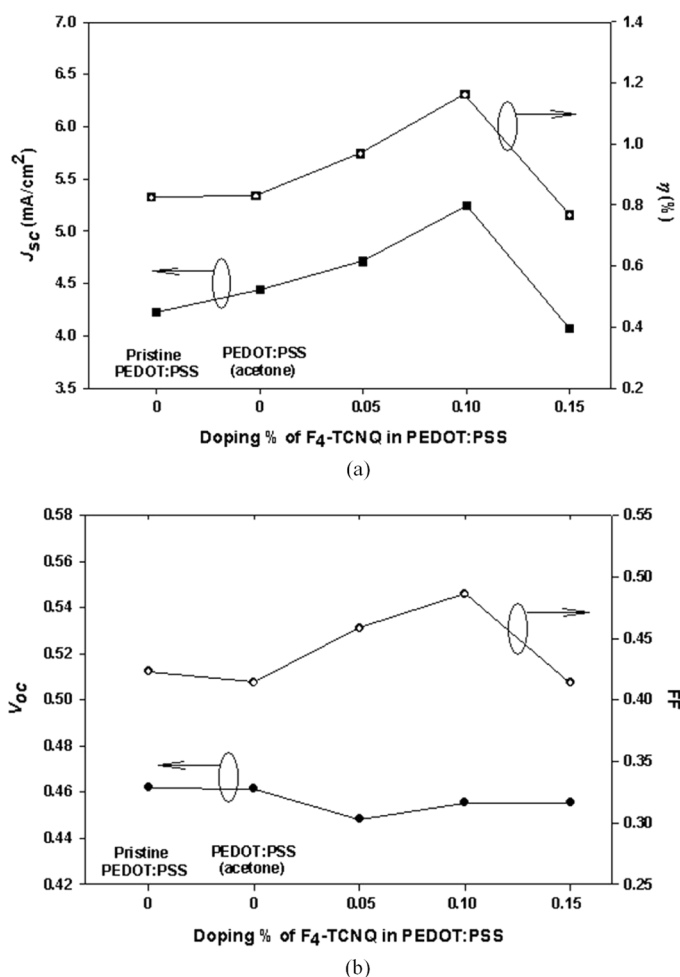 7.0
6.5
6.0
5.5
5.0
4.5
4.0
3.5
J_SC (mA/cm²)
1.4
1.2
1.0
0.8
0.6
0.4
0.2
η(%)
Pristine
PEDOT:PSS
PEDOT:PSS
(acetone)
0 0 0.05 0.10 0.15
Doping % of F₄-TCNQ in PEDOT:PSS
(a)
0.58
0.56
0.54
0.52
0.50
0.48
0.46
0.44
0.42
V_OC
0.55
0.50
0.45
0.40
0.35
0.30
0.25
FF
Pristine
PEDOT:PSS
PEDOT:PSS
(acetone)
0 0 0.05 0.10 0.15
Doping % of F₄-TCNQ in PEDOT:PSS
(b)